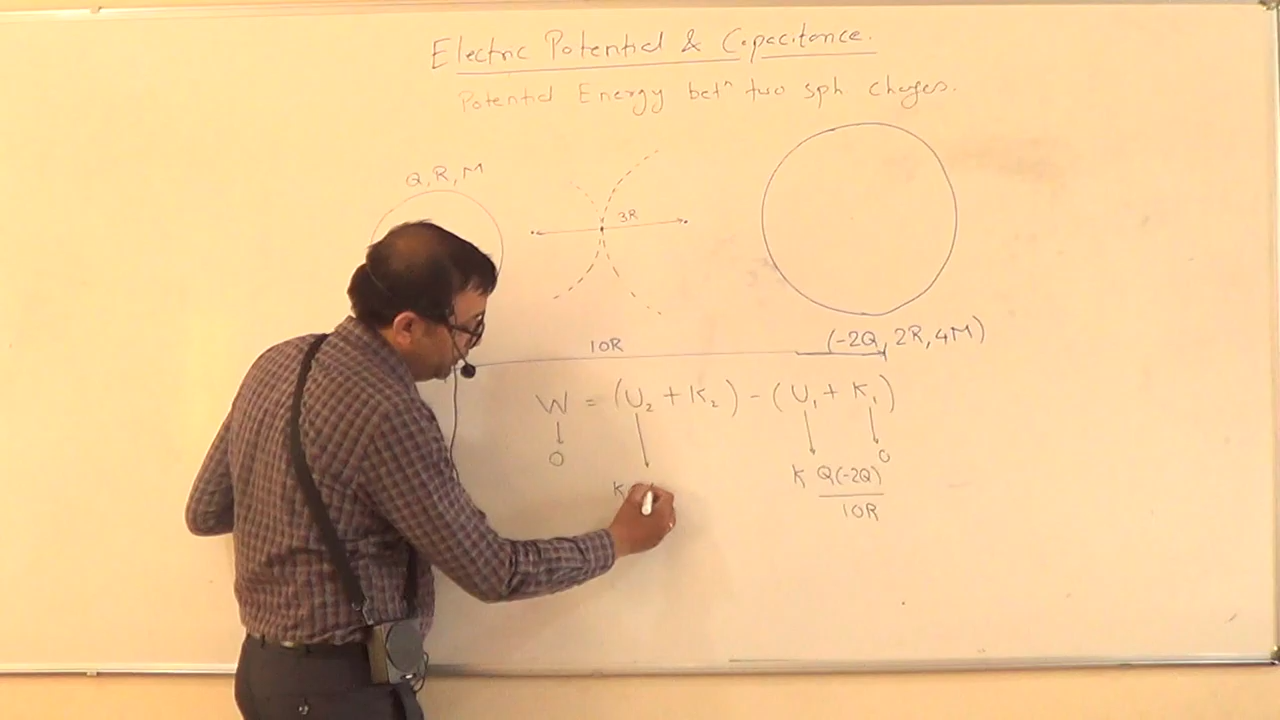 Electric Potential & Capacitance.
Potential Energy betⁿ two sph charges.
Q, R, M
3R
(-2Q, 2R, 4M)
10R
W = (U₂ + K₂) - (U₁ + K₁)
0
0
K
K Q(-2Q)
10R